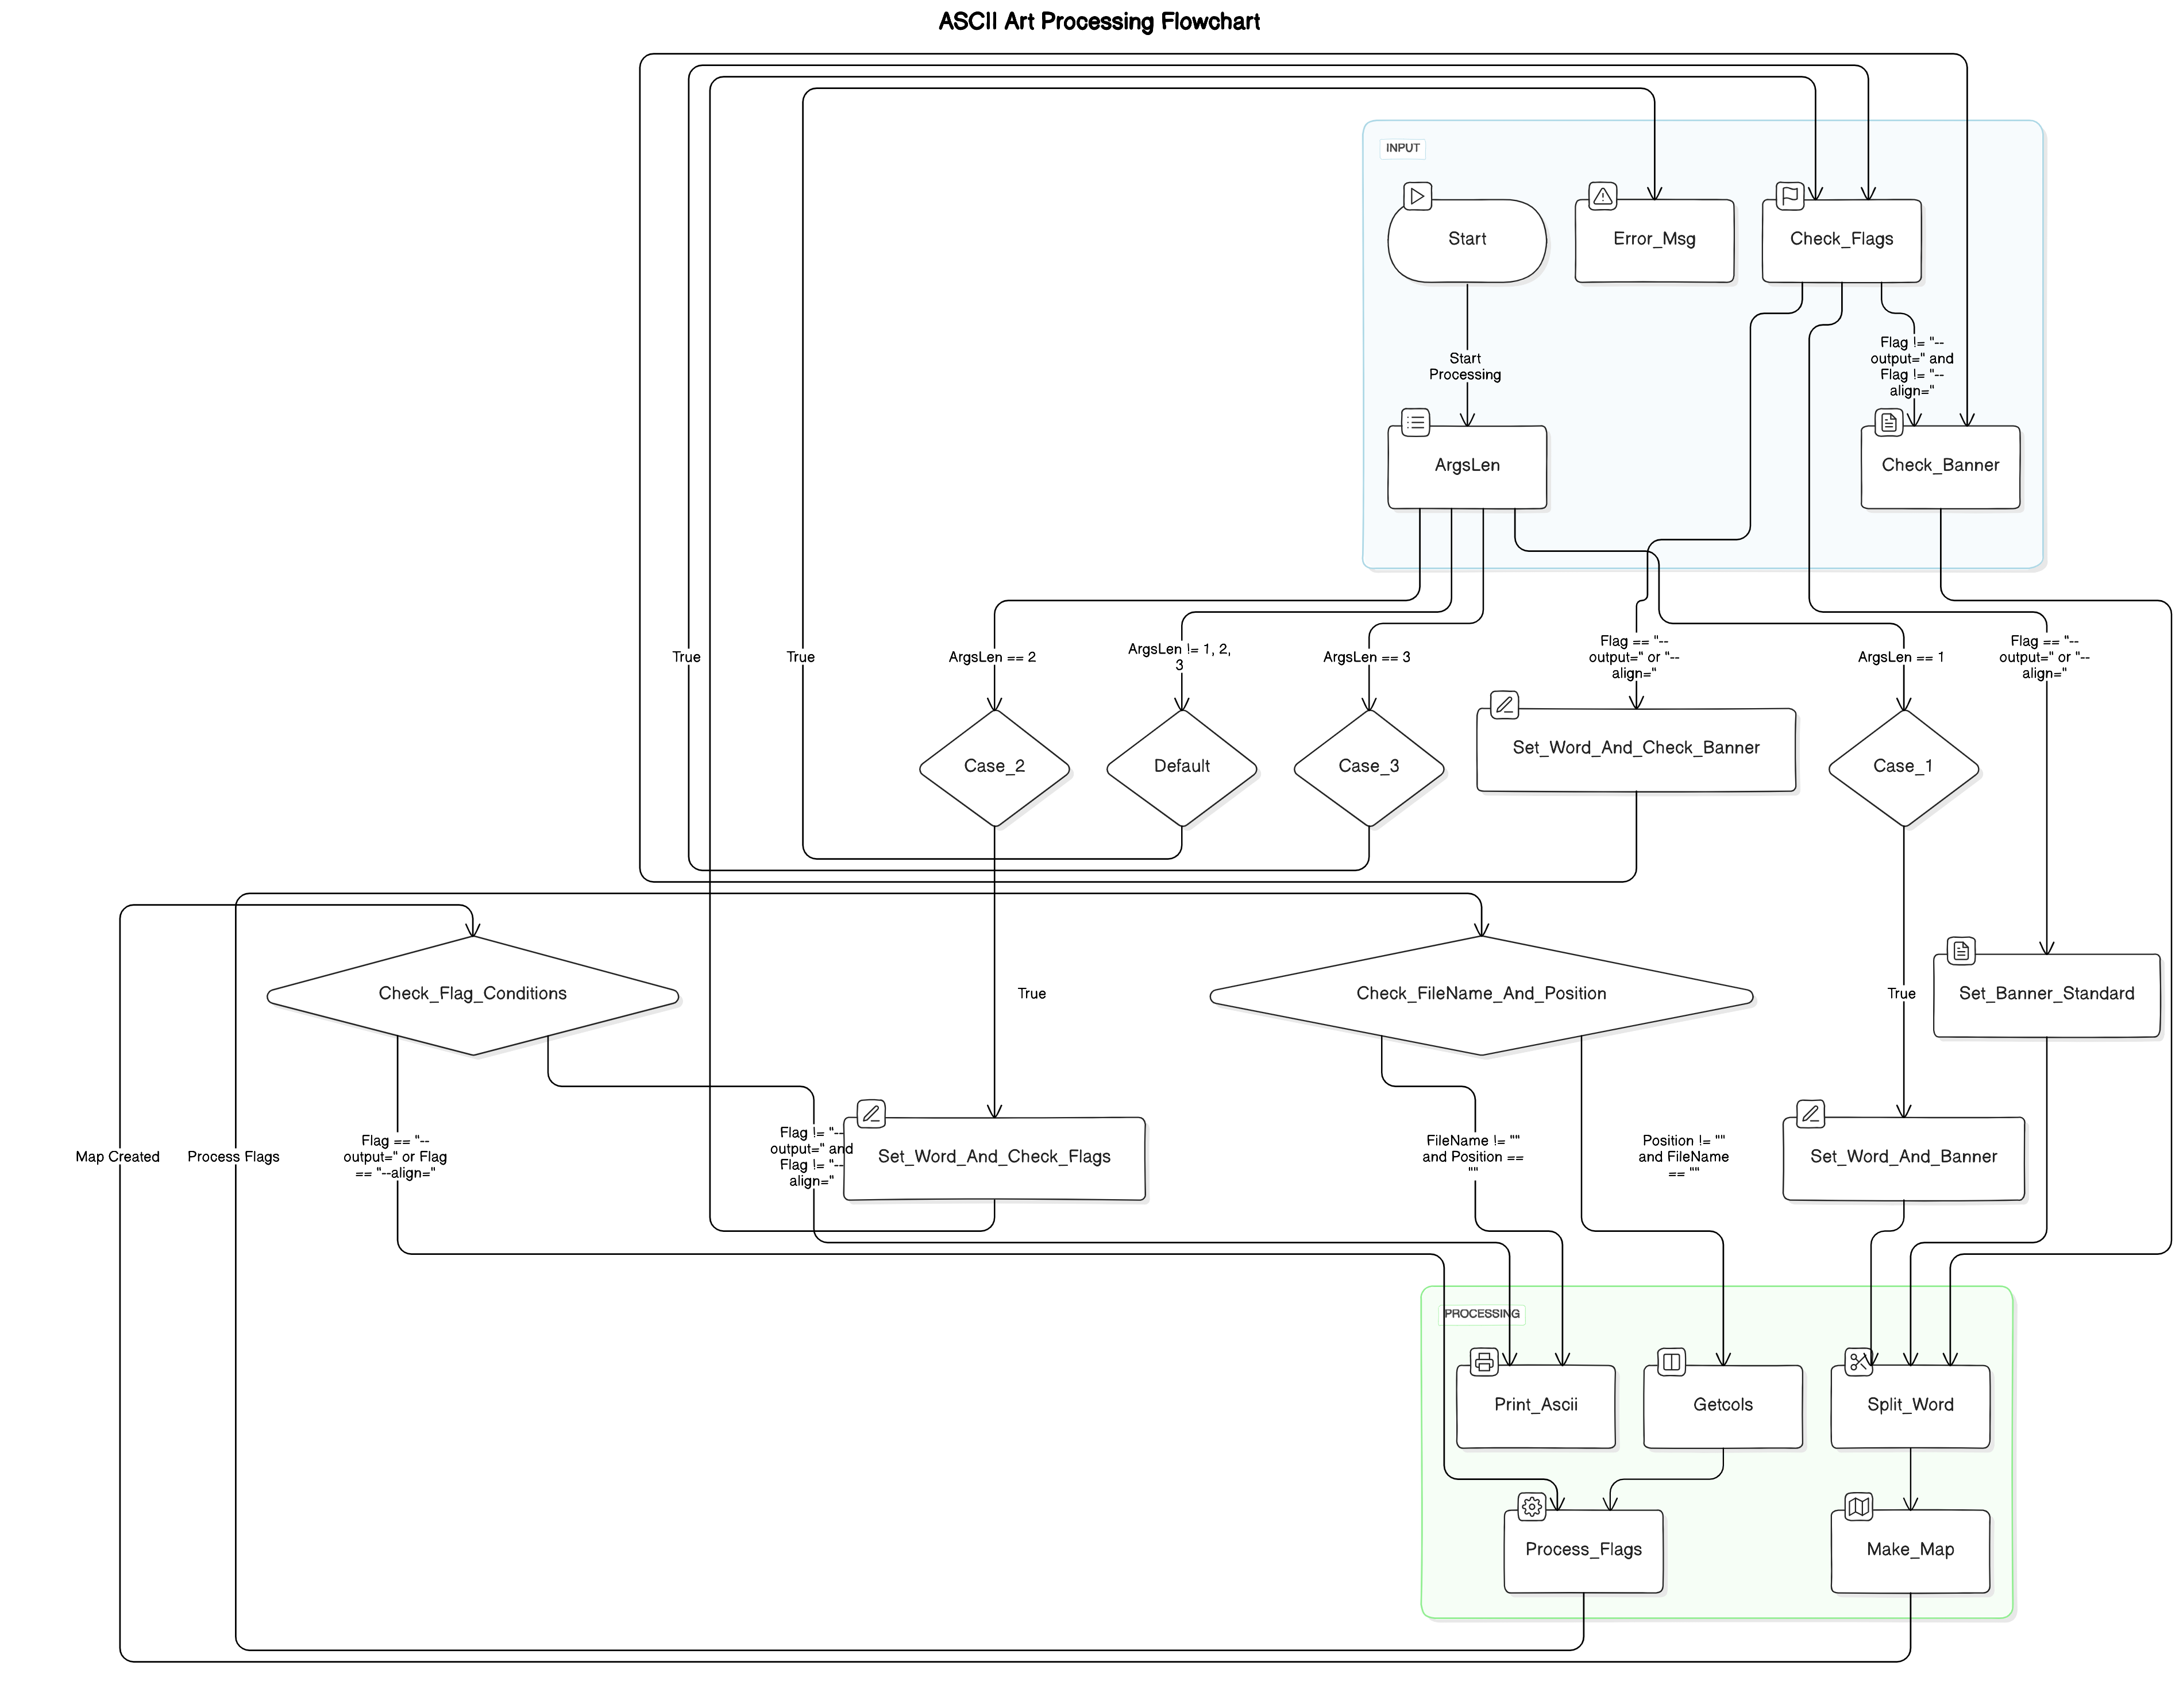 ASCII Art Processing Flowchart
INPUT
Start
Error_Msg
Check_Flags
Start
Processing
Flag != "--
output=" and
Flag != "--
align="
ArgsLen
Check_Banner
True
True
ArgsLen == 2
ArgsLen != 1, 2,
3
ArgsLen == 3
Flag == "--
output=" or "--
align="
ArgsLen == 1
Flag == "--
output=" or "--
align="
Case_2
Default
Case_3
Set_Word_And_Check_Banner
Case_1
Check_Flag_Conditions
True
Check_FileName_And_Position
True
Set_Banner_Standard
Map Created
Process Flags
Flag == "--
output=" or Flag
== "--align="
Flag != "--
output=" and
Flag != "--
align="
Set_Word_And_Check_Flags
FileName != ""
and Position ==
""
Position != ""
and FileName
== ""
Set_Word_And_Banner
PROCESSING
Print_Ascii
Getcols
Split_Word
Process_Flags
Make_Map